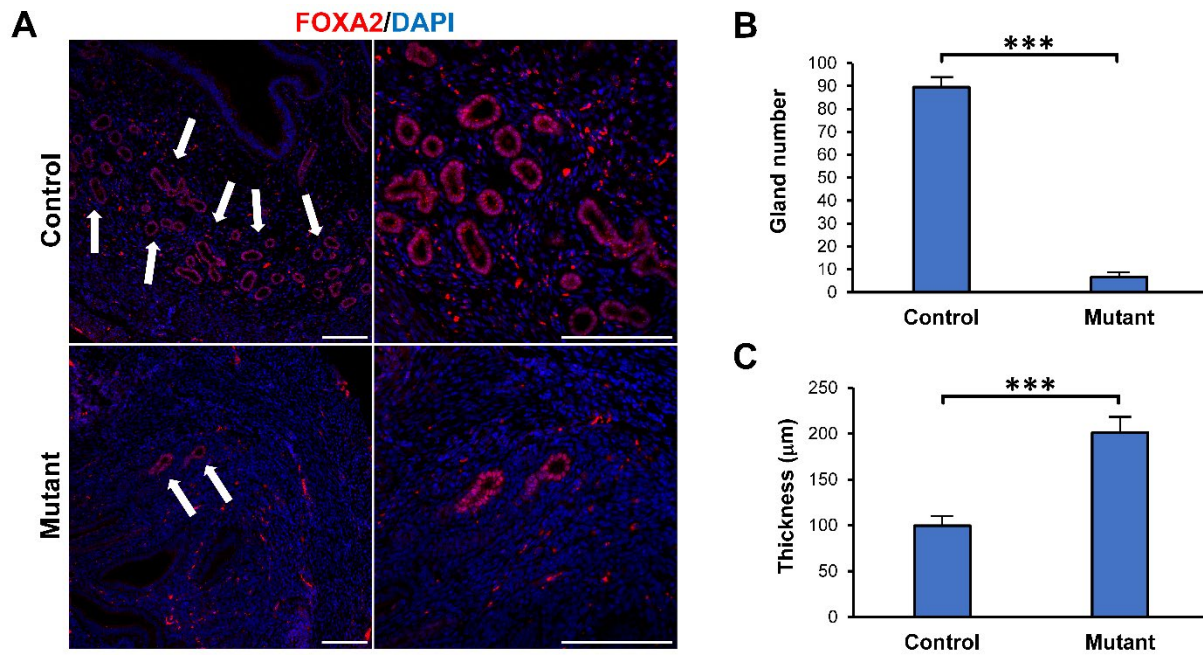 A
FOXA2/DAPI
Control
Mutant
B
***
Gland number
100
90
80
70
60
50
40
30
20
10
0
Control Mutant
C
***
Thickness (μm)
250
200
150
100
50
0
Control Mutant